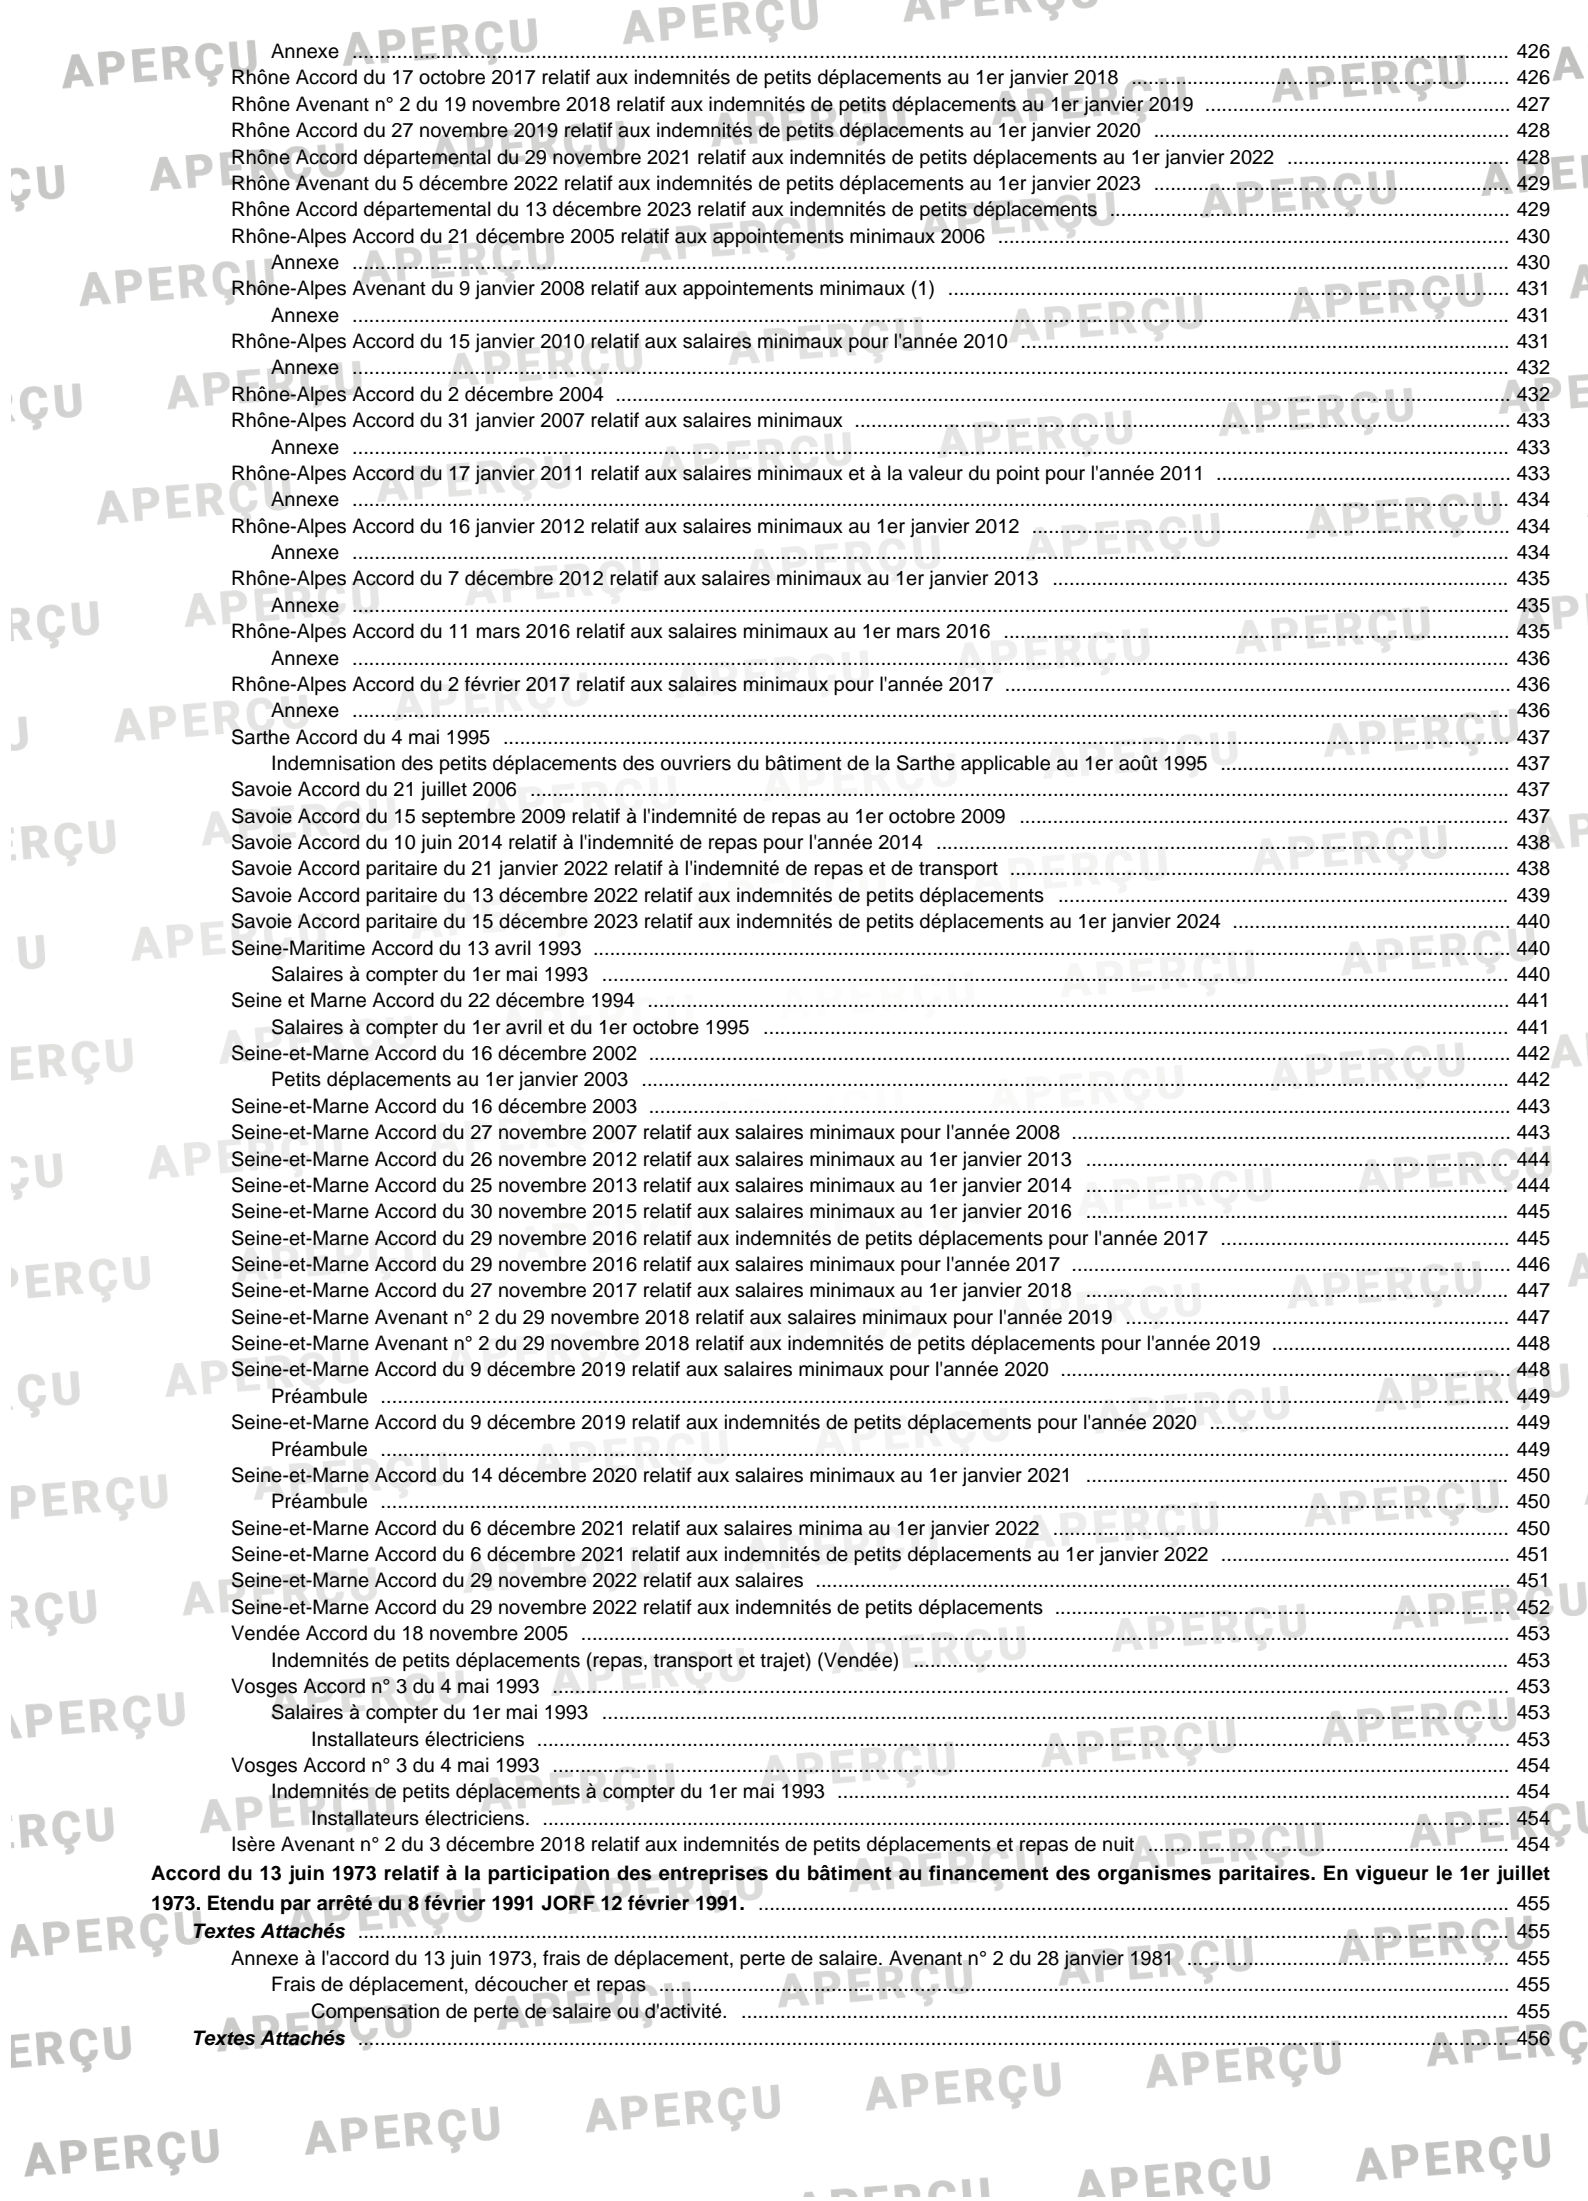 Annexe ... 426
Rhône Accord du 17 octobre 2017 relatif aux indemnités de petits déplacements au 1er janvier 2018 ... 426
Rhône Avenant n° 2 du 19 novembre 2018 relatif aux indemnités de petits déplacements au 1er janvier 2019 ... 427
Rhône Accord du 27 novembre 2019 relatif aux indemnités de petits déplacements au 1er janvier 2020 ... 428
Rhône Accord départemental du 29 novembre 2021 relatif aux indemnités de petits déplacements au 1er janvier 2022 ... 428
Rhône Avenant du 5 décembre 2022 relatif aux indemnités de petits déplacements au 1er janvier 2023 ... 429
Rhône Accord départemental du 13 décembre 2023 relatif aux indemnités de petits déplacements ... 429
Rhône-Alpes Accord du 21 décembre 2005 relatif aux appointements minimaux 2006 ... 430
Annexe ... 430
Rhône-Alpes Avenant du 9 janvier 2008 relatif aux appointements minimaux (1) ... 431
Annexe ... 431
Rhône-Alpes Accord du 15 janvier 2010 relatif aux salaires minimaux pour l'année 2010 ... 431
Annexe ... 432
Rhône-Alpes Accord du 2 décembre 2004 ... 432
Rhône-Alpes Accord du 31 janvier 2007 relatif aux salaires minimaux ... 433
Annexe ... 433
Rhône-Alpes Accord du 17 janvier 2011 relatif aux salaires minimaux et à la valeur du point pour l'année 2011 ... 433
Annexe ... 434
Rhône-Alpes Accord du 16 janvier 2012 relatif aux salaires minimaux au 1er janvier 2012 ... 434
Annexe ... 434
Rhône-Alpes Accord du 7 décembre 2012 relatif aux salaires minimaux au 1er janvier 2013 ... 435
Annexe ... 435
Rhône-Alpes Accord du 11 mars 2016 relatif aux salaires minimaux au 1er mars 2016 ... 435
Annexe ... 436
Rhône-Alpes Accord du 2 février 2017 relatif aux salaires minimaux pour l'année 2017 ... 436
Annexe ... 436
Sarthe Accord du 4 mai 1995 ... 437
Indemnisation des petits déplacements des ouvriers du bâtiment de la Sarthe applicable au 1er août 1995 ... 437
Savoie Accord du 21 juillet 2006 ... 437
Savoie Accord du 15 septembre 2009 relatif à l'indemnité de repas au 1er octobre 2009 ... 437
Savoie Accord du 10 juin 2014 relatif à l'indemnité de repas pour l'année 2014 ... 438
Savoie Accord paritaire du 21 janvier 2022 relatif à l'indemnité de repas et de transport ... 438
Savoie Accord paritaire du 13 décembre 2022 relatif aux indemnités de petits déplacements ... 439
Savoie Accord paritaire du 15 décembre 2023 relatif aux indemnités de petits déplacements au 1er janvier 2024 ... 440
Seine-Maritime Accord du 13 avril 1993 ... 440
Salaires à compter du 1er mai 1993 ... 440
Seine et Marne Accord du 22 décembre 1994 ... 441
Salaires à compter du 1er avril et du 1er octobre 1995 ... 441
Seine-et-Marne Accord du 16 décembre 2002 ... 442
Petits déplacements au 1er janvier 2003 ... 442
Seine-et-Marne Accord du 16 décembre 2003 ... 443
Seine-et-Marne Accord du 27 novembre 2007 relatif aux salaires minimaux pour l'année 2008 ... 443
Seine-et-Marne Accord du 26 novembre 2012 relatif aux salaires minimaux au 1er janvier 2013 ... 444
Seine-et-Marne Accord du 25 novembre 2013 relatif aux salaires minimaux au 1er janvier 2014 ... 444
Seine-et-Marne Accord du 30 novembre 2015 relatif aux salaires minimaux au 1er janvier 2016 ... 445
Seine-et-Marne Accord du 29 novembre 2016 relatif aux indemnités de petits déplacements pour l'année 2017 ... 445
Seine-et-Marne Accord du 29 novembre 2016 relatif aux salaires minimaux pour l'année 2017 ... 446
Seine-et-Marne Accord du 27 novembre 2017 relatif aux salaires minimaux au 1er janvier 2018 ... 447
Seine-et-Marne Avenant n° 2 du 29 novembre 2018 relatif aux salaires minimaux pour l'année 2019 ... 447
Seine-et-Marne Avenant n° 2 du 29 novembre 2018 relatif aux indemnités de petits déplacements pour l'année 2019 ... 448
Seine-et-Marne Accord du 9 décembre 2019 relatif aux salaires minimaux pour l'année 2020 ... 448
Préambule ... 449
Seine-et-Marne Accord du 9 décembre 2019 relatif aux indemnités de petits déplacements pour l'année 2020 ... 449
Préambule ... 449
Seine-et-Marne Accord du 14 décembre 2020 relatif aux salaires minimaux au 1er janvier 2021 ... 450
Préambule ... 450
Seine-et-Marne Accord du 6 décembre 2021 relatif aux salaires minima au 1er janvier 2022 ... 450
Seine-et-Marne Accord du 6 décembre 2021 relatif aux indemnités de petits déplacements au 1er janvier 2022 ... 451
Seine-et-Marne Accord du 29 novembre 2022 relatif aux salaires ... 451
Seine-et-Marne Accord du 29 novembre 2022 relatif aux indemnités de petits déplacements ... 452
Vendée Accord du 18 novembre 2005 ... 453
Indemnités de petits déplacements (repas, transport et trajet) (Vendée) ... 453
Vosges Accord n° 3 du 4 mai 1993 ... 453
Salaires à compter du 1er mai 1993 ... 453
Installateurs électriciens ... 453
Vosges Accord n° 3 du 4 mai 1993 ... 454
Indemnités de petits déplacements à compter du 1er mai 1993 ... 454
Installateurs électriciens. ... 454
Isère Avenant n° 2 du 3 décembre 2018 relatif aux indemnités de petits déplacements et repas de nuit ... 454
Accord du 13 juin 1973 relatif à la participation des entreprises du bâtiment au financement des organismes paritaires. En vigueur le 1er juillet
1973. Etendu par arrêté du 8 février 1991 JORF 12 février 1991. ... 455
Textes Attachés ... 455
Annexe à l'accord du 13 juin 1973, frais de déplacement, perte de salaire. Avenant n° 2 du 28 janvier 1981 ... 455
Frais de déplacement, découcher et repas ... 455
Compensation de perte de salaire ou d'activité. ... 455
Textes Attachés ... 456
APERÇU